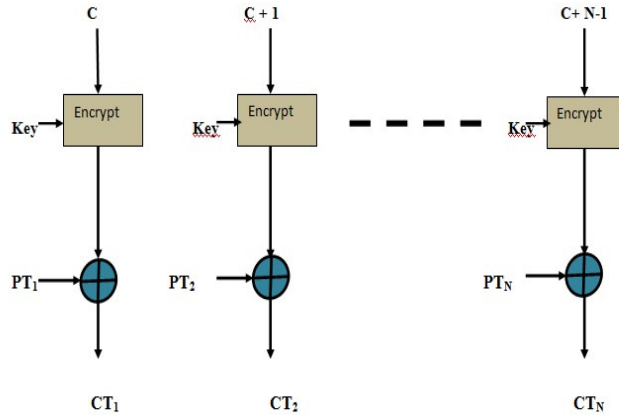 C
C + 1
C+ N-1
Encrypt
Encrypt
Encrypt
Key
Key
Key
PT1
PT2
PTN
CT1
CT2
CTN